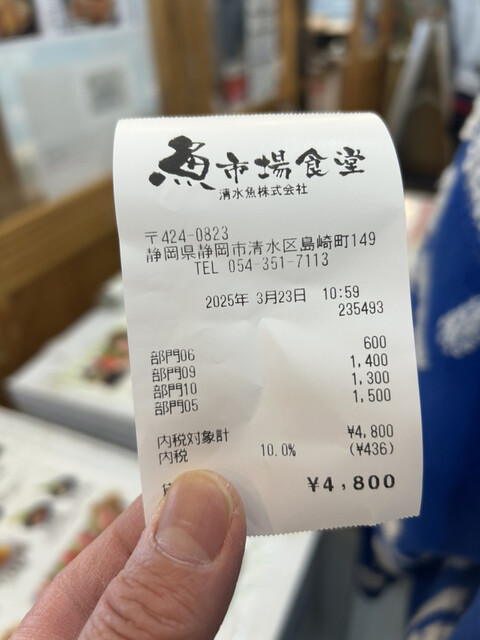 魚市場食堂
清水魚株式会社
〒424-0823
静岡県静岡市清水区島崎町149
TEL 054-351-7113
2025年 3月23日 10:59
235493
部門06 600
部門09 1,400
部門10 1,300
部門05 1,500
内税対象計 ¥4,800
内税 10.0% (¥436)
¥4,800